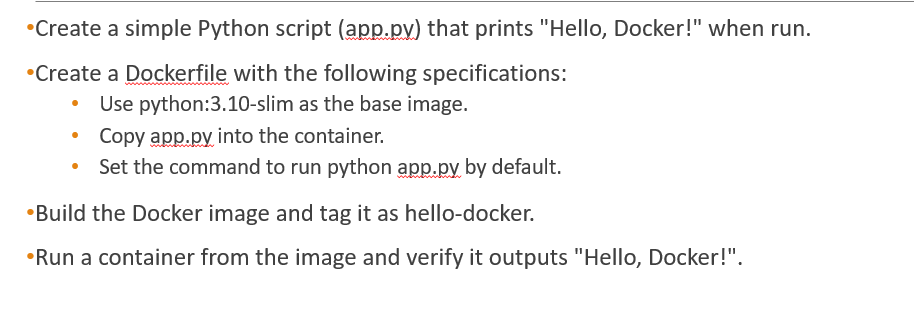 •Create a simple Python script (app.py) that prints "Hello, Docker!" when run.
•Create a Dockerfile with the following specifications:
• Use python:3.10-slim as the base image.
• Copy app.py into the container.
• Set the command to run python app.py by default.
•Build the Docker image and tag it as hello-docker.
•Run a container from the image and verify it outputs "Hello, Docker!".